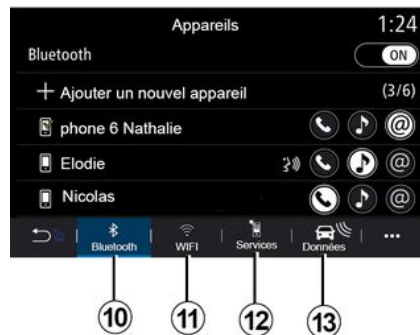 Appareils 1:24
Bluetooth ON
Ajouter un nouvel appareil (3/6)
phone 6 Nathalie @
Elodie @
Nicolas @
Bluetooth WIFI Services Données ...
10 11 12 13